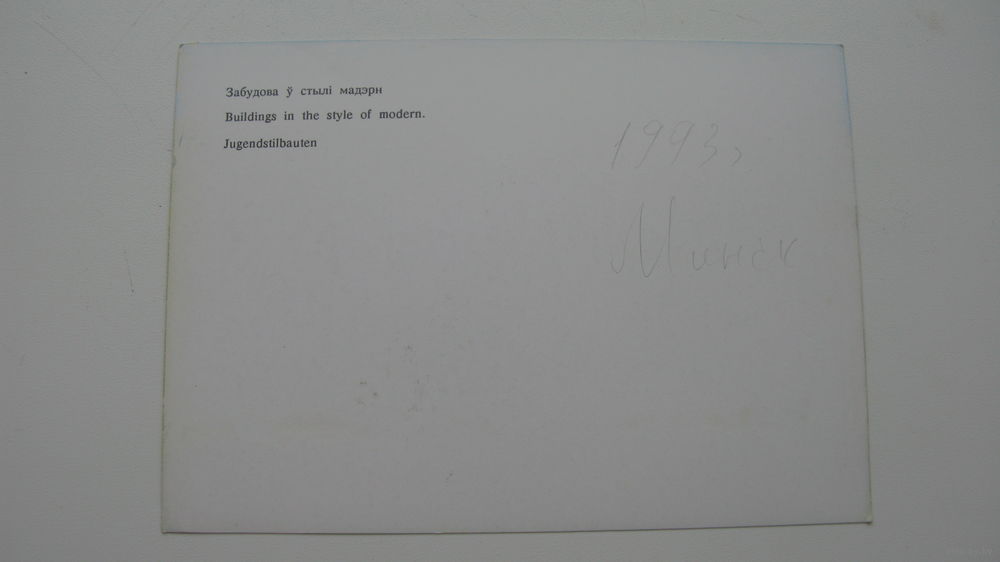 Забудова ў стылі мадэрн
Buildings in the style of modern.
Jugendstilbauten
1993,
Минск